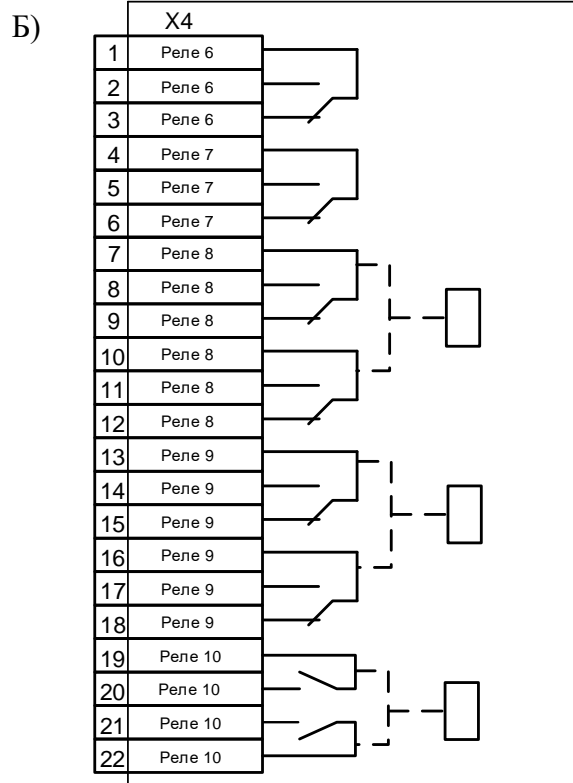 Б)
X4
1 Реле 6
2 Реле 6
3 Реле 6
4 Реле 7
5 Реле 7
6 Реле 7
7 Реле 8
8 Реле 8
9 Реле 8
10 Реле 8
11 Реле 8
12 Реле 8
13 Реле 9
14 Реле 9
15 Реле 9
16 Реле 9
17 Реле 9
18 Реле 9
19 Реле 10
20 Реле 10
21 Реле 10
22 Реле 10